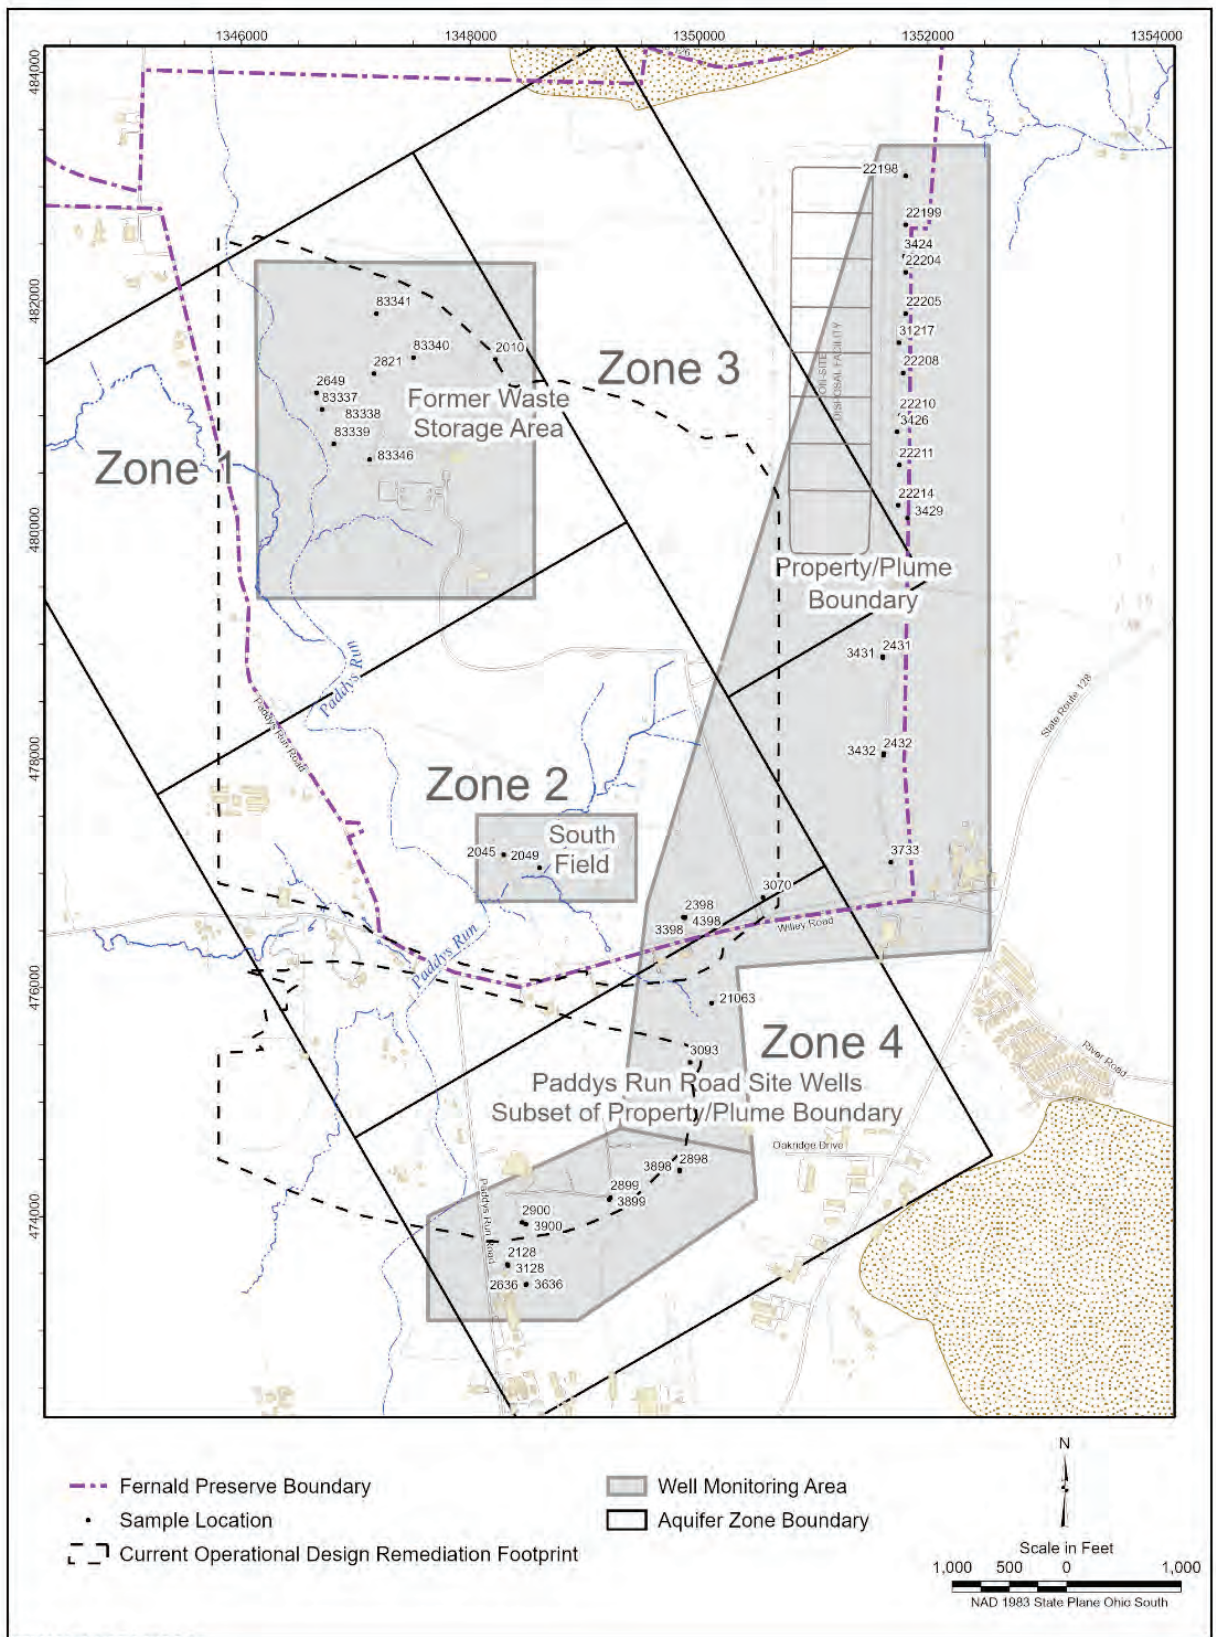 1346000
1348000
1350000
1352000
1354000
484000
482000
480000
478000
476000
474000
22198
22199
3424
22204
22205
31217
22208
22210
3426
22211
22214
3429
83341
83340
2010
2821
2649
83337
83338
83339
83346
Former Waste
Storage Area
Zone 1
Zone 3
ON-SITE
DISPOSAL FACILITY
Property/Plume
Boundary
Paddys Run
Paddys Run Road
3431
2431
3432
2432
State Route 128
Zone 2
South
Field
2045
2049
3733
3070
2398
4398
3398
Willey Road
Paddys Run
21063
Zone 4
3093
River Road
Paddys Run Road Site Wells
Subset of Property/Plume Boundary
Oakridge Drive
3898
2898
2899
3899
2900
3900
Paddys Run Road
2128
3128
2636
3636
Fernald Preserve Boundary
Sample Location
Current Operational Design Remediation Footprint
Well Monitoring Area
Aquifer Zone Boundary
N
Scale in Feet
1,000 500 0 1,000
NAD 1983 State Plane Ohio South